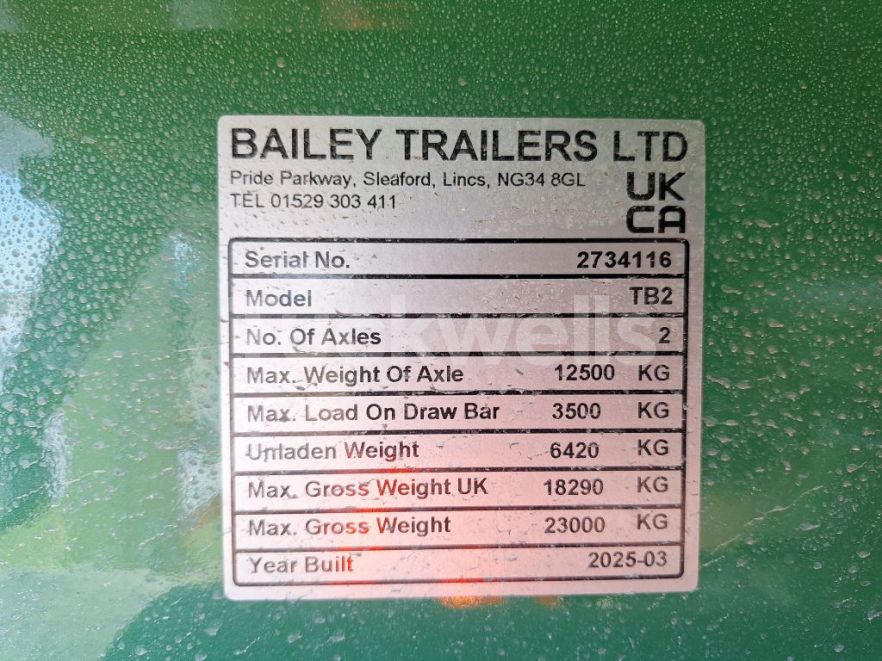 BAILEY TRAILERS LTD
Pride Parkway, Sleaford, Lincs, NG34 8GL
TEL 01529 303 411
UK
CA
Serial No. 2734116
Model TB2
No. Of Axles 2
Max. Weight Of Axle 12500 KG
Max. Load On Draw Bar 3500 KG
Unladen Weight 6420 KG
Max. Gross Weight UK 18290 KG
Max. Gross Weight 23000 KG
Year Built 2025-03